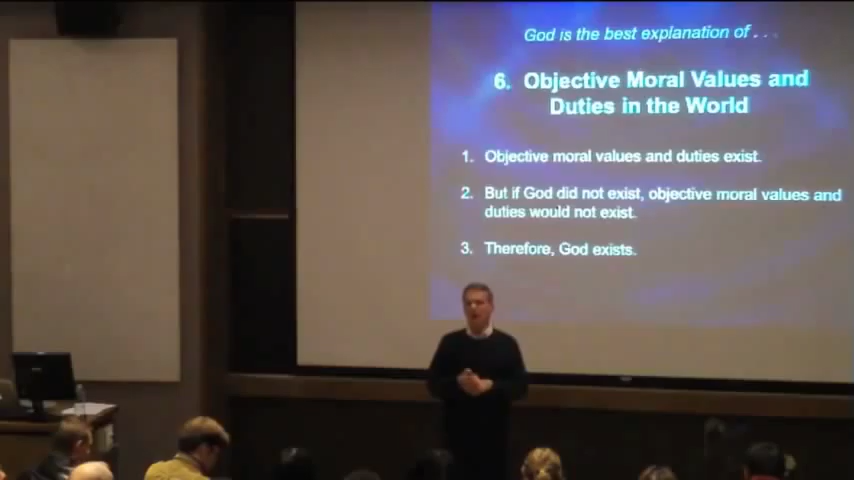 God is the best explanation of . . .
6. Objective Moral Values and
Duties in the World
1. Objective moral values and duties exist.
2. But if God did not exist, objective moral values and
duties would not exist.
3. Therefore, God exists.